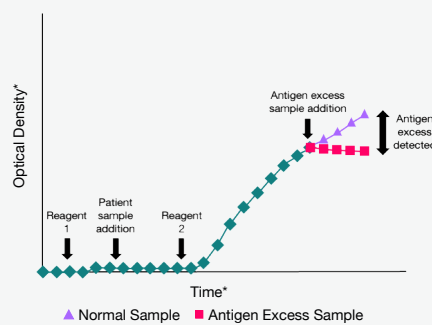 Optical Density*
Antigen excess
sample addition
Antigen
excess
detected
Reagent
1
Patient
sample
addition
Reagent
2
Time*
Normal Sample
Antigen Excess Sample